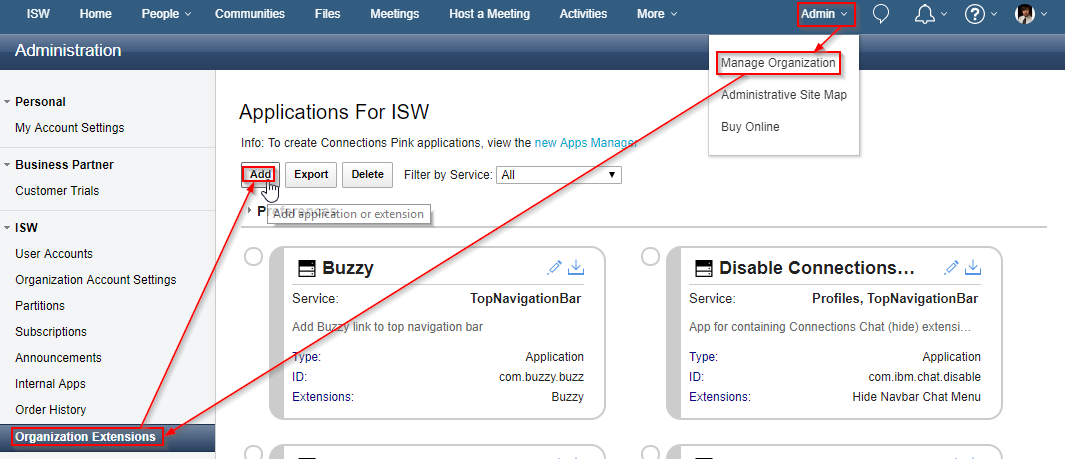 ISW Home People Communities Files Meetings Host a Meeting Activities More Admin
Administration
Manage Organization
Administrative Site Map
Buy Online
Personal
My Account Settings
Business Partner
Customer Trials
ISW
User Accounts
Organization Account Settings
Partitions
Subscriptions
Announcements
Internal Apps
Order History
Organization Extensions
Applications For ISW
Info: To create Connections Pink applications, view the new Apps Manager
Add Export Delete Filter by Service: All
Preferences
Add application or extension
Buzzy
Service: TopNavigationBar
Add Buzzy link to top navigation bar
Type: Application
ID: com.buzzy.buzz
Extensions: Buzzy
Disable Connections...
Service: Profiles, TopNavigationBar
App for containing Connections Chat (hide) extensi...
Type: Application
ID: com.ibm.chat.disable
Extensions: Hide Navbar Chat Menu